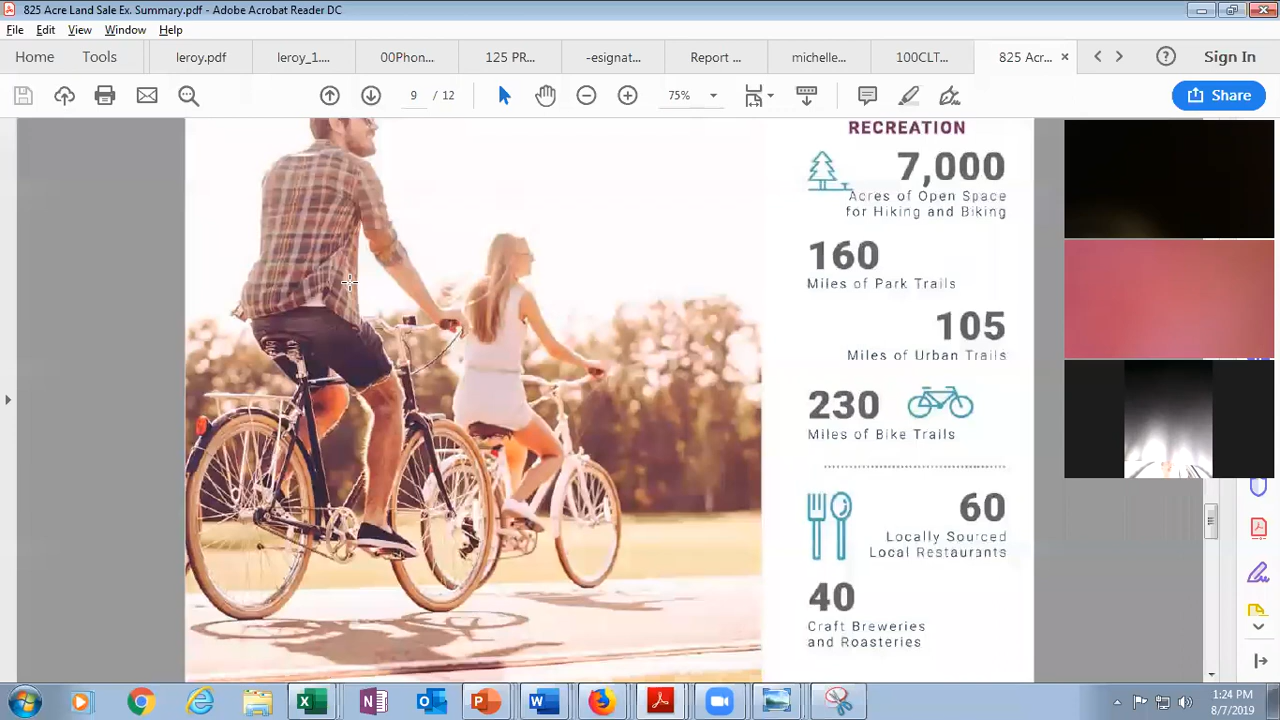 825 Acre Land Sale Ex. Summary.pdf - Adobe Acrobat Reader DC
File Edit View Window Help
Home Tools leroy.pdf leroy_1.... 00Phon... 125 PR... -esignat... Report ... michelle... 100CLT... 825 Acr... Sign In
9 / 12 75% Share
RECREATION
7,000
Acres of Open Space
for Hiking and Biking
160
Miles of Park Trails
105
Miles of Urban Trails
230
Miles of Bike Trails
60
Locally Sourced
Local Restaurants
40
Craft Breweries
and Roasteries
1:24 PM
8/7/2019